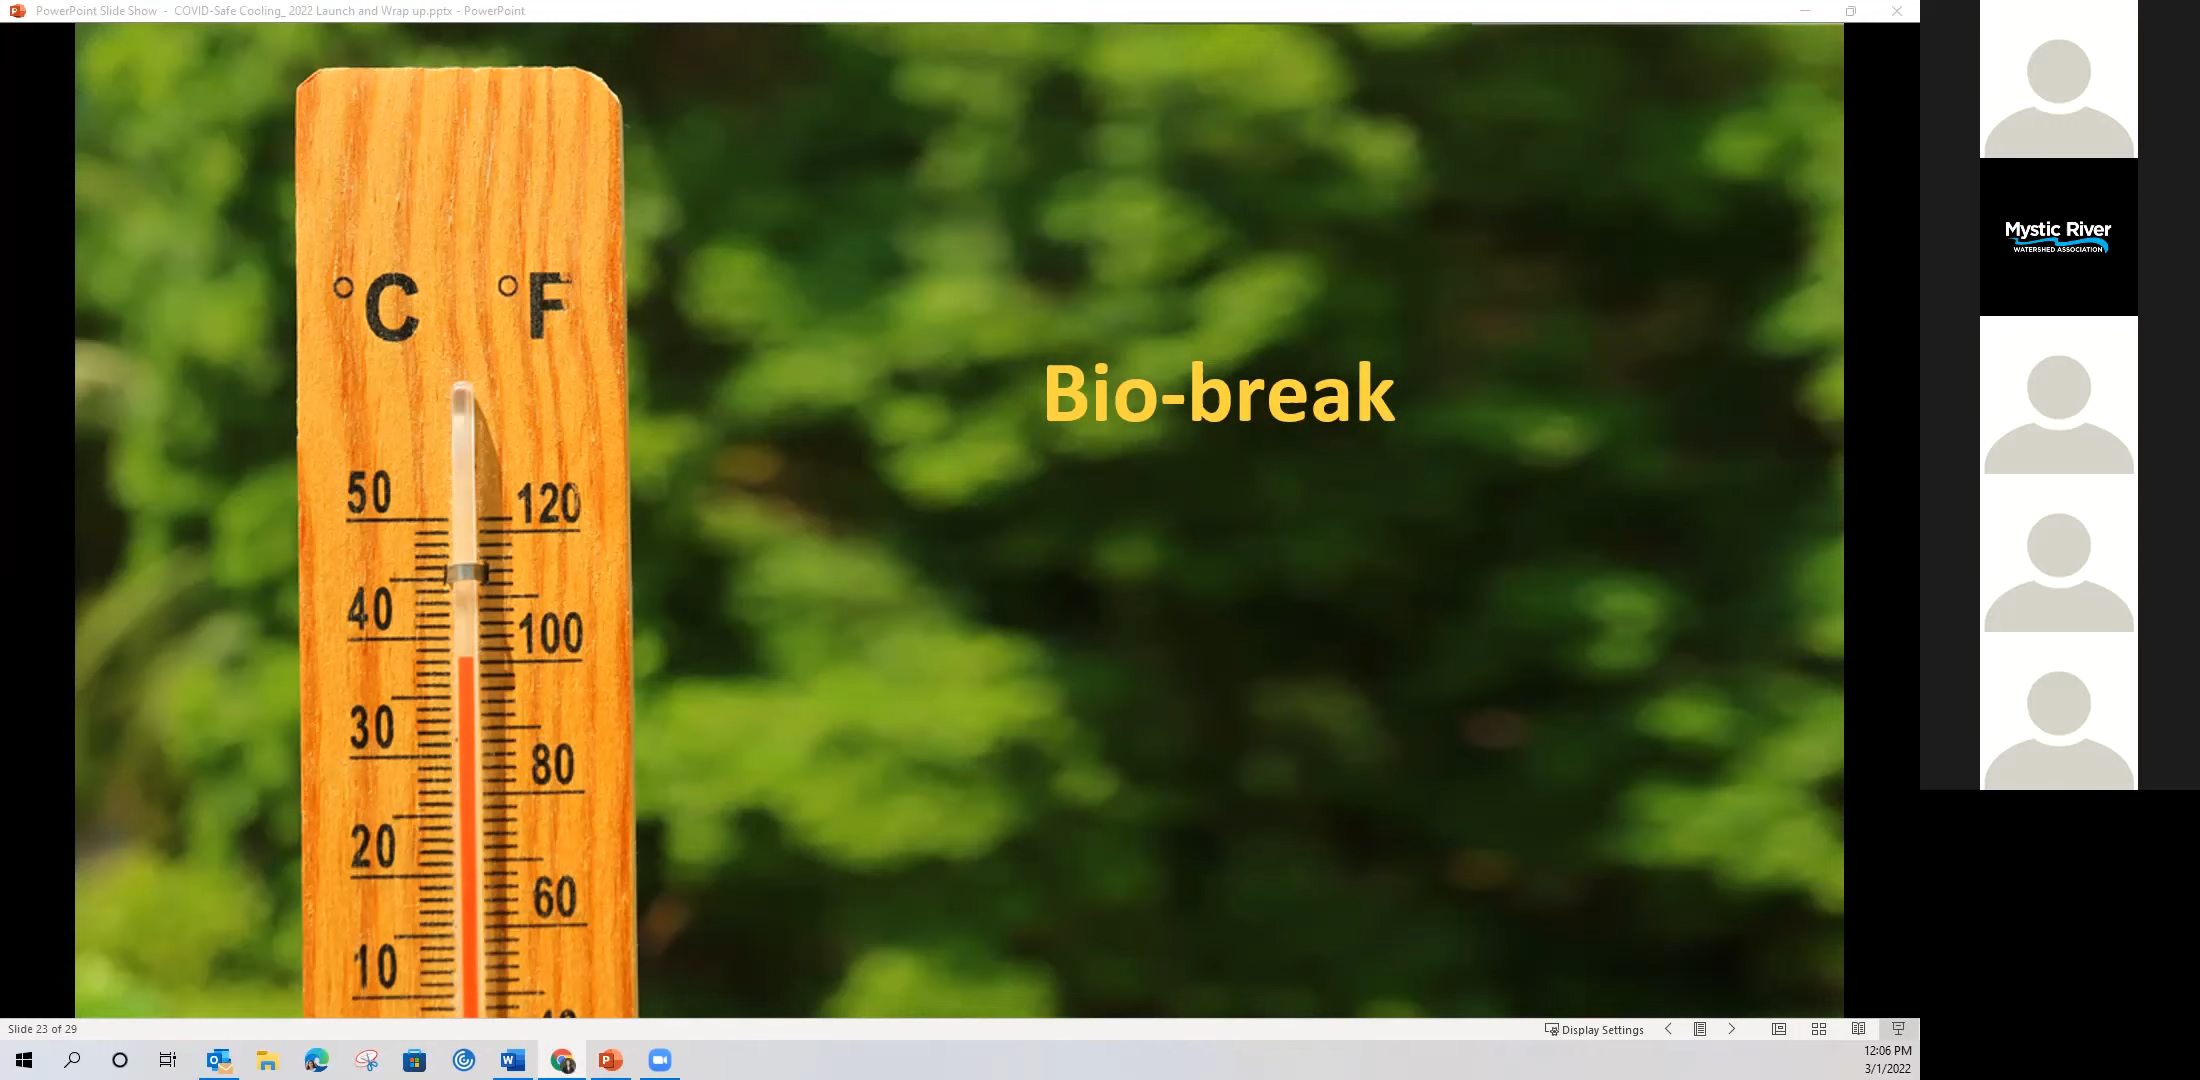 PowerPoint Slide Show - COVID-Safe Cooling_ 2022 Launch and Wrap up.pptx - PowerPoint
Mystic River
WATERSHED ASSOCIATION
°C °F
Bio-break
50 120
40 100
30 80
20 60
10
Slide 23 of 29
Display Settings
12:06 PM
3/1/2022